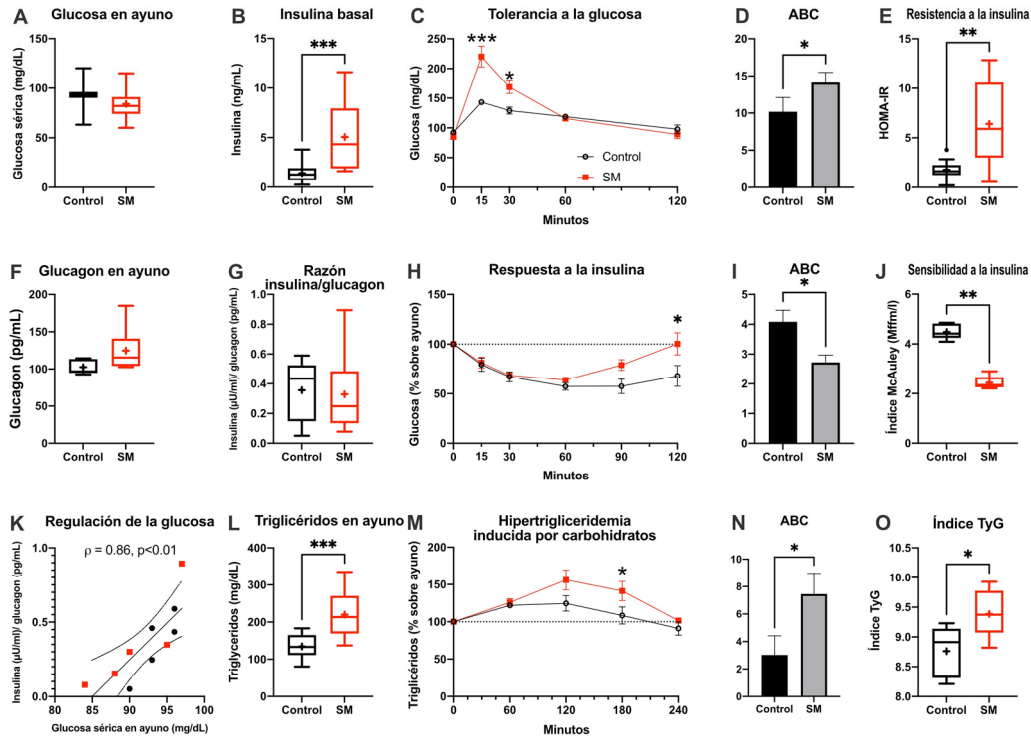 A Glucosa en ayuno
Glucosa sérica (mg/dL)
150
100
50
0
Control SM
B Insulina basal
Insulina (ng/mL)
15
10
5
0
***
Control SM
C Tolerancia a la glucosa
Glucosa (mg/dL)
250
200
150
100
50
0
***
*
Control
SM
0 15 30 60 120
Minutos
D ABC
20
15
10
5
0
*
Control SM
E Resistencia a la insulina
HOMA-IR
15
10
5
0
**
Control SM
F Glucagon en ayuno
Glucagon (pg/mL)
200
150
100
50
0
Control SM
G Razón
insulina/glucagon
Insulina (µU/ml)/ glucagon (pg/mL)
1.0
0.8
0.6
0.4
0.2
0.0
Control SM
H Respuesta a la insulina
Glucosa (% sobre ayuno)
150
100
50
0
*
0 15 30 60 90 120
Minutos
I ABC
5
4
3
2
1
0
*
Control SM
J Sensibilidad a la insulina
Índice McAuley (Mffm/l)
6
4
2
0
**
Control SM
K Regulación de la glucosa
Insulina (µU/ml)/ glucagon (pg/mL)
1.0
0.5
0.0
ρ = 0.86, p<0.01
80 85 90 95 100
Glucosa sérica en ayuno (mg/dL)
L Triglicéridos en ayuno
Triglyceridos (mg/dL)
400
300
200
100
0
***
Control SM
M Hipertrigliceridemia
inducida por carbohidratos
Triglicéridos (% sobre ayuno)
200
150
100
50
0
*
0 60 120 180 240
Minutos
N ABC
8
6
4
2
0
*
Control SM
O Índice TyG
Índice TyG
10.5
10.0
9.5
9.0
8.5
8.0
*
Control SM